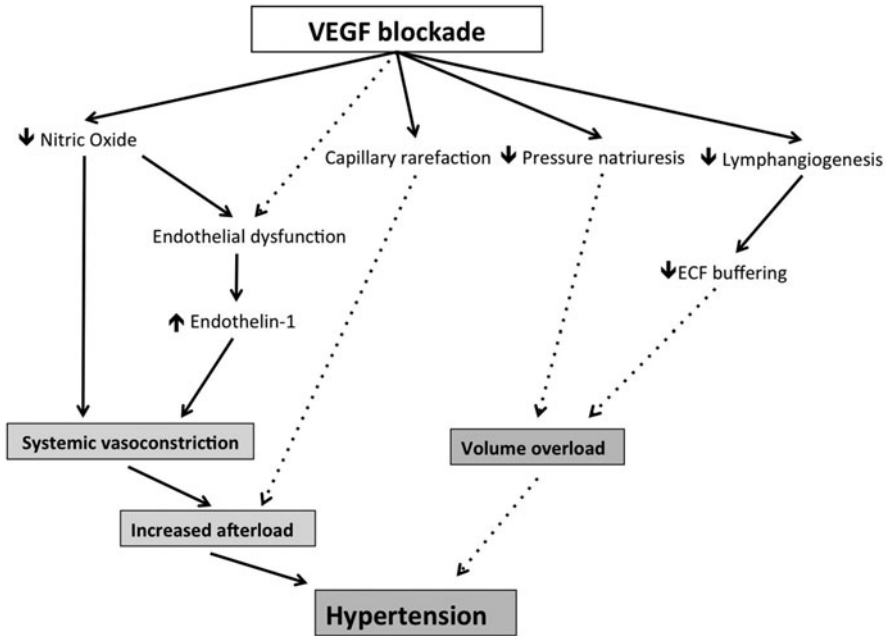 VEGF blockade
🡫 Nitric Oxide
Capillary rarefaction
🡫 Pressure natriuresis
🡫 Lymphangiogenesis
Endothelial dysfunction
🡫 ECF buffering
🡩 Endothelin-1
Systemic vasoconstriction
Volume overload
Increased afterload
Hypertension